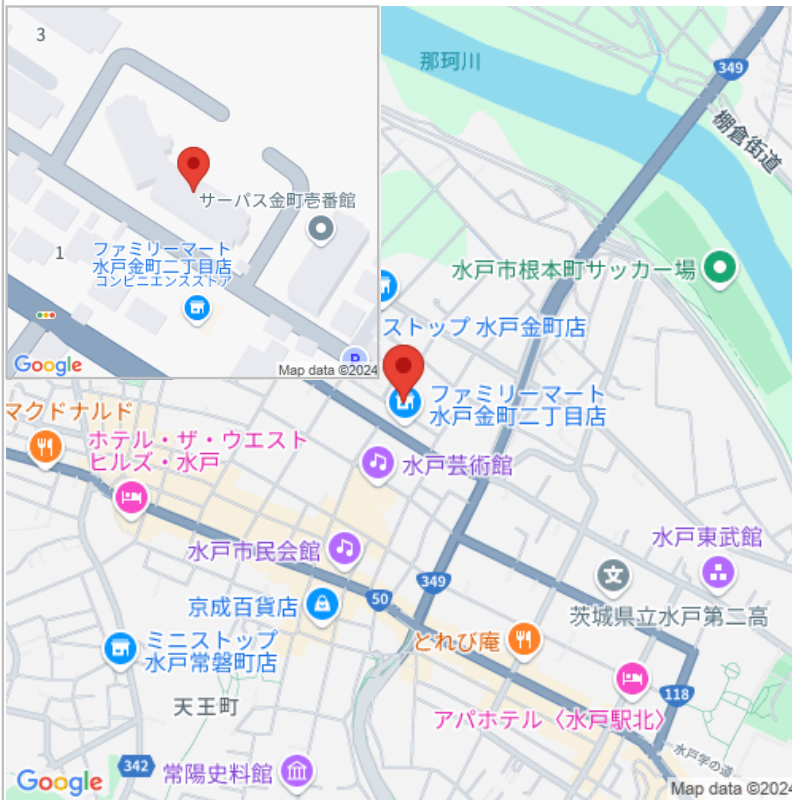 3
サーパス金町壱番館
1
ファミリーマート
水戸金町二丁目店
コンビニエンスストア
P
Google
Map data ©2024
那珂川
349
棚倉街道
水戸市根本町サッカー場
ストップ 水戸金町店
ファミリーマート
水戸金町二丁目店
マクドナルド
ホテル・ザ・ウエスト
ヒルズ・水戸
水戸芸術館
水戸市民会館
水戸東武館
文
茨城県立水戸第二高
349
50
京成百貨店
とれび庵
ミニストップ
水戸常磐町店
天王町
118
アパホテル〈水戸駅北〉
水戸学の道
342
常陽史料館
Google
Map data ©2024